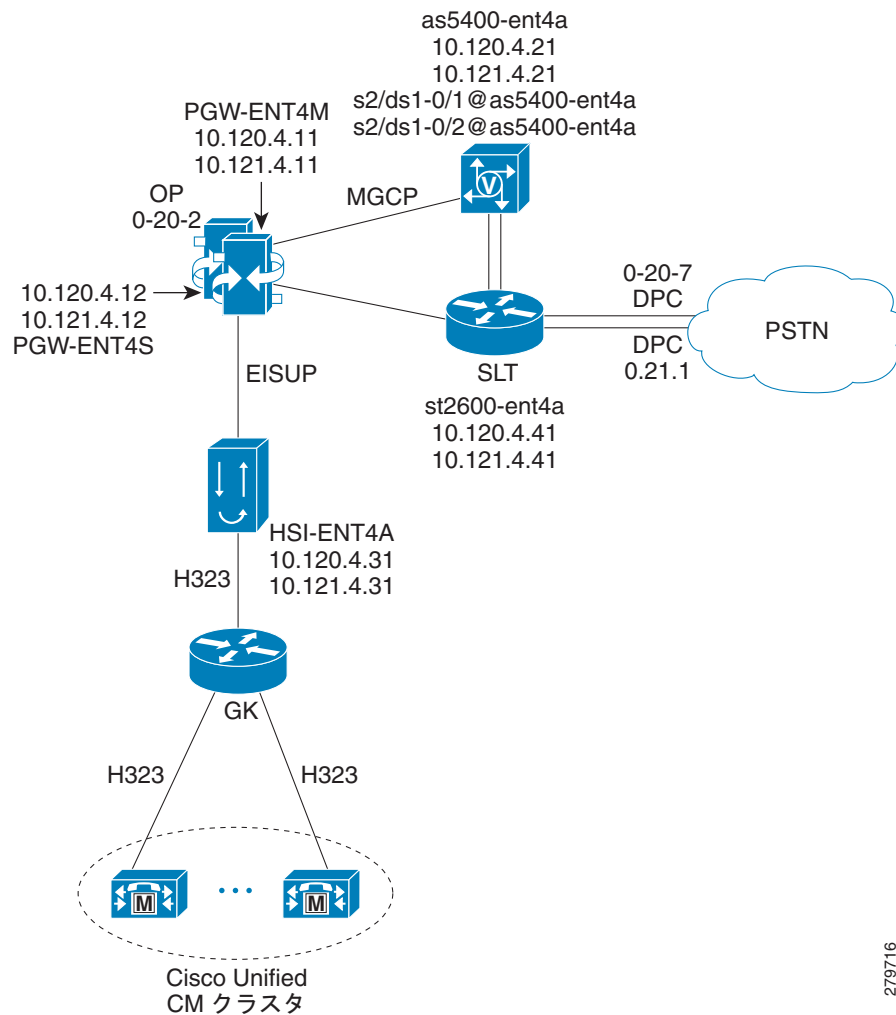 as5400-ent4a
10.120.4.21
10.121.4.21
s2/ds1-0/1@as5400-ent4a
s2/ds1-0/2@as5400-ent4a
PGW-ENT4M
10.120.4.11
10.121.4.11
OP
0-20-2
MGCP
V
10.120.4.12
10.121.4.12
PGW-ENT4S
0-20-7
DPC
DPC
0.21.1
PSTN
EISUP
SLT
st2600-ent4a
10.120.4.41
10.121.4.41
HSI-ENT4A
10.120.4.31
10.121.4.31
H323
GK
H323
H323
M
M
Cisco Unified
CM クラスタ
279716